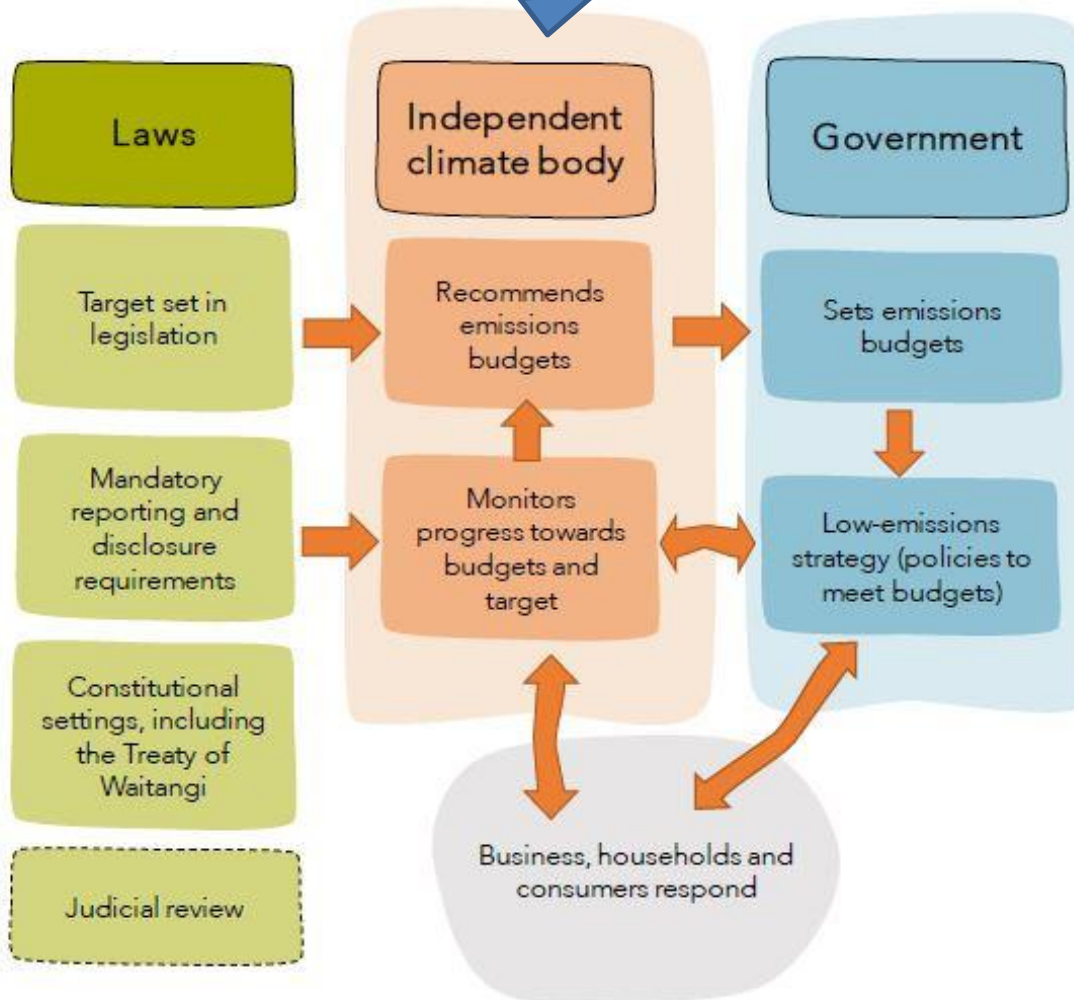 Laws
Target set in
legislation
Mandatory
reporting and
disclosure
requirements
Constitutional
settings, including
the Treaty of
Waitangi
Judicial review
Independent
climate body
Recommends
emissions
budgets
Monitors
progress towards
budgets and
target
Government
Sets emissions
budgets
Low-emissions
strategy (policies to
meet budgets)
Business, households and
consumers respond